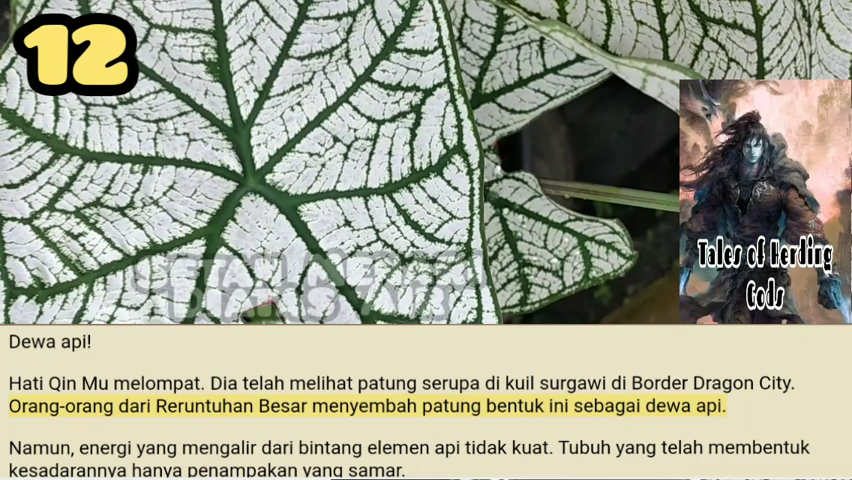 12
Tales of Herding
Gods
Dewa api!
Hati Qin Mu melompat. Dia telah melihat patung serupa di kuil surgawi di Border Dragon City.
Orang-orang dari Reruntuhan Besar menyembah patung bentuk ini sebagai dewa api.
Namun, energi yang mengalir dari bintang elemen api tidak kuat. Tubuh yang telah membentuk
kesadarannya hanya penampakan yang samar.